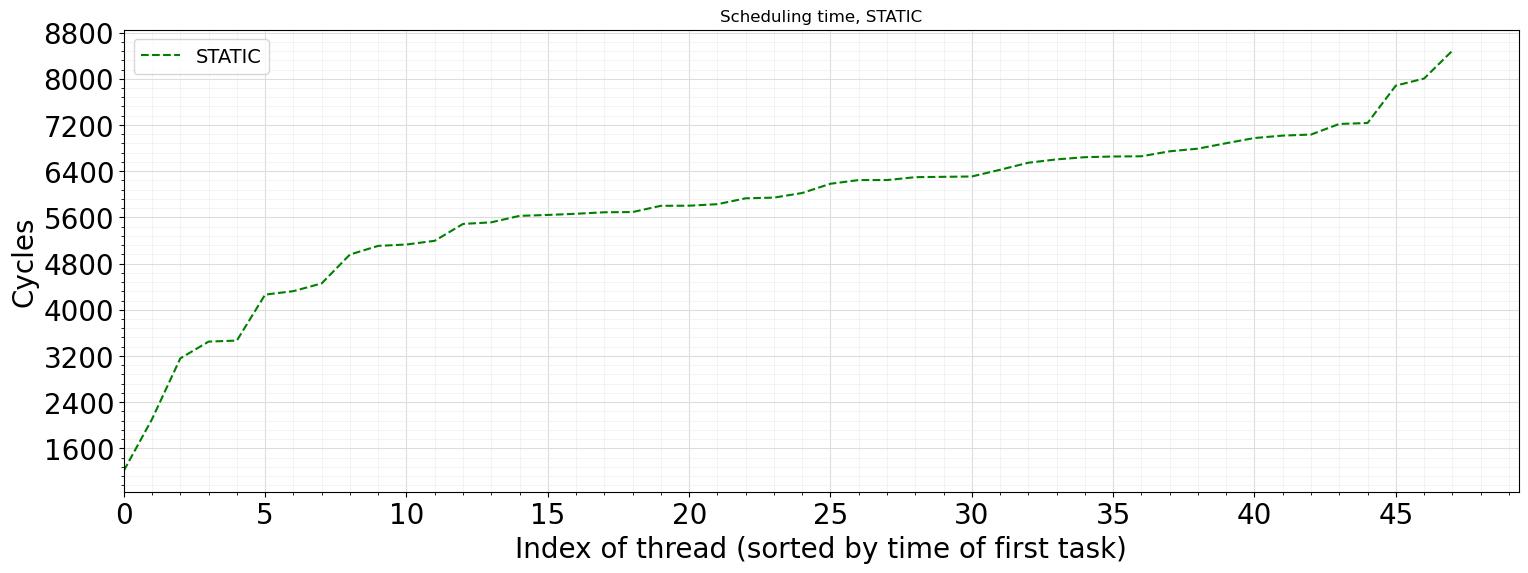 Scheduling time, STATIC
STATIC
Cycles
8800
8000
7200
6400
5600
4800
4000
3200
2400
1600
0 5 10 15 20 25 30 35 40 45
Index of thread (sorted by time of first task)